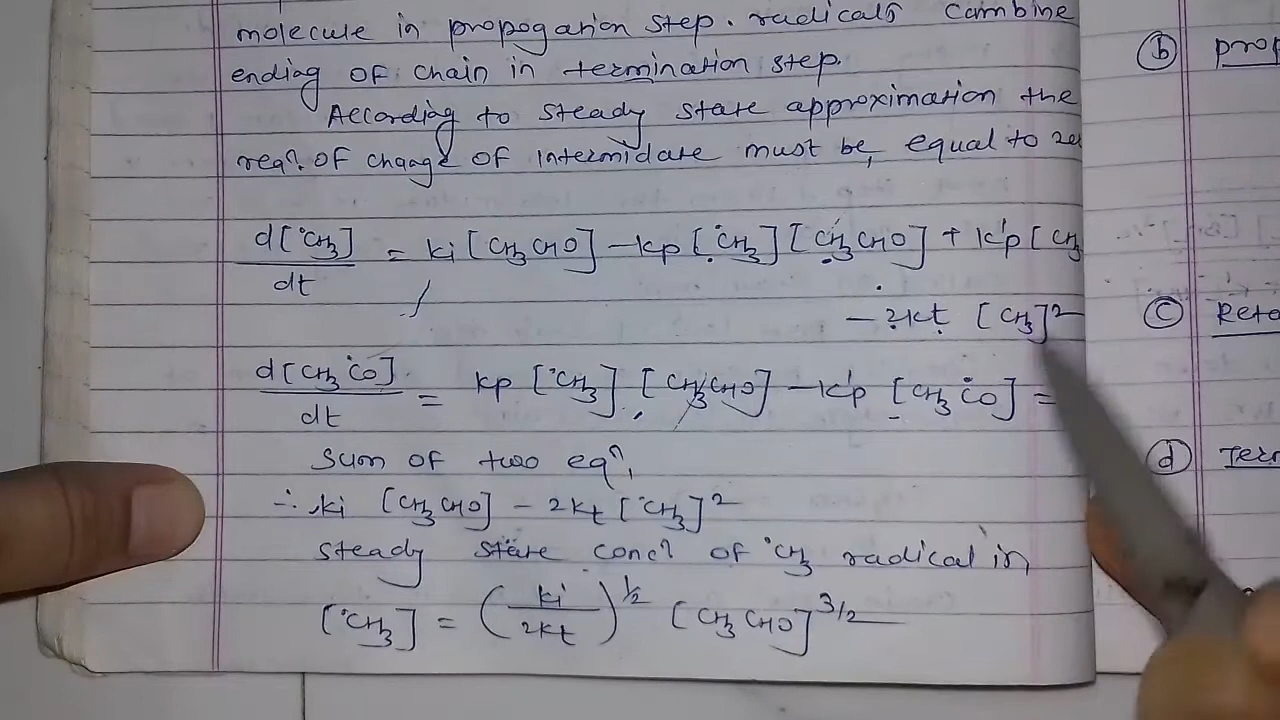 molecule in propogation step. radicals combine
ending of chain in termination step.
According to steady state approximation the
reqn. of change of intermidate must be, equal to ze
d[•CH3]/dt = ki [CH3CHO] - kp [•CH3] [CH3CHO] + k'p [CH3
- 2kt [CH3]²
d[CH3ĊO]/dt = kp [•CH3] [CH3CHO] - k'p [CH3ĊO] =
sum of two eqn,
∴ ki [CH3CHO] - 2kt [•CH3]²
steady state concn of •CH3 radical in
[•CH3] = (ki/2kt)^1/2 [CH3CHO]^3/2
(b) prop
(c) Reta
(d) Ter